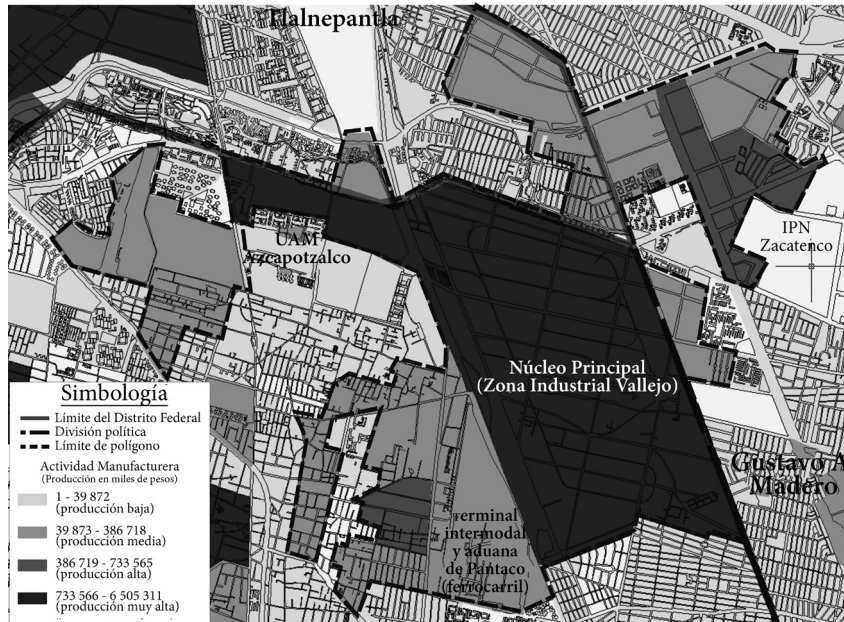 Tlalnepantla
IPN
Zacatenco
UAM
Azcapotzalco
Núcleo Principal
(Zona Industrial Vallejo)
Gustavo A
Madero
Terminal
intermodal
y aduana
de Pantaco
(ferrocarril)
Simbología
Límite del Distrito Federal
División política
Límite de polígono
Actividad Manufacturera
(Producción en miles de pesos)
1 - 39 872
(producción baja)
39 873 - 386 718
(producción media)
386 719 - 733 565
(producción alta)
733 566 - 6 505 311
(producción muy alta)